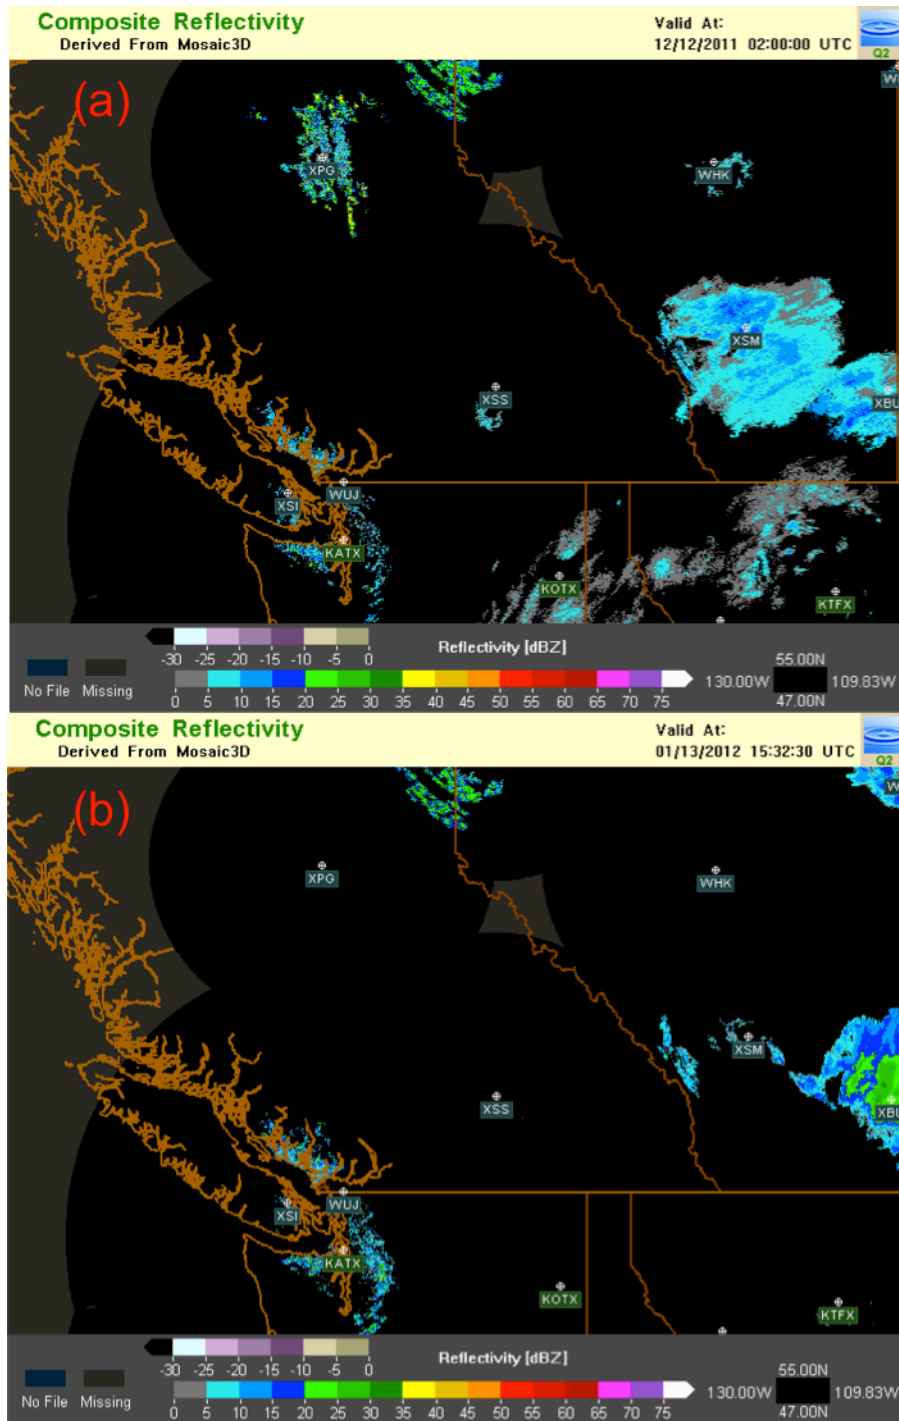 Composite Reflectivity
Derived From Mosaic3D
Valid At:
12/12/2011 02:00:00 UTC
Q2
(a)
XPG
WHK
XSM
XSS
XBU
WUJ
XSI
KATX
KOTX
KTFX
Reflectivity [dBZ]
-30 -25 -20 -15 -10 -5 0
No File Missing
0 5 10 15 20 25 30 35 40 45 50 55 60 65 70 75
55.00N
130.00W 109.83W
47.00N
Composite Reflectivity
Derived From Mosaic3D
Valid At:
01/13/2012 15:32:30 UTC
Q2
(b)
W
XPG
WHK
XSM
XSS
XBU
WUJ
XSI
KATX
KOTX
KTFX
Reflectivity [dBZ]
-30 -25 -20 -15 -10 -5 0
No File Missing
0 5 10 15 20 25 30 35 40 45 50 55 60 65 70 75
55.00N
130.00W 109.83W
47.00N